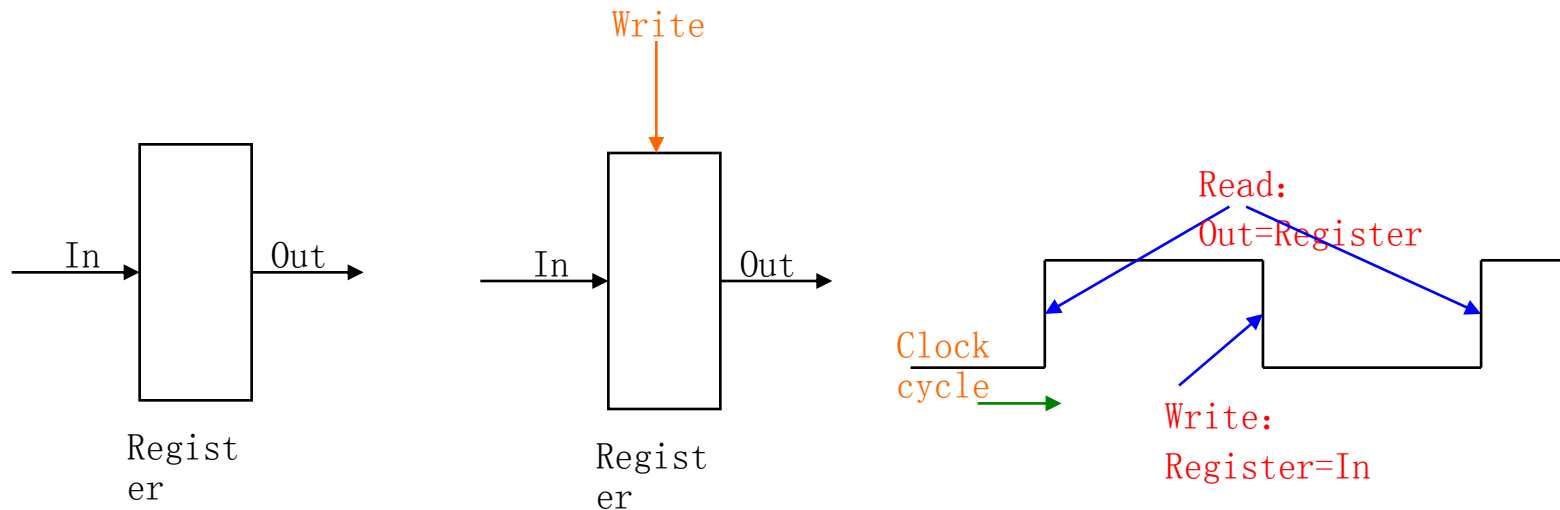 In
Out
Regist
er
Write
In
Out
Regist
er
Read：
Out=Register
Clock
cycle
Write：
Register=In